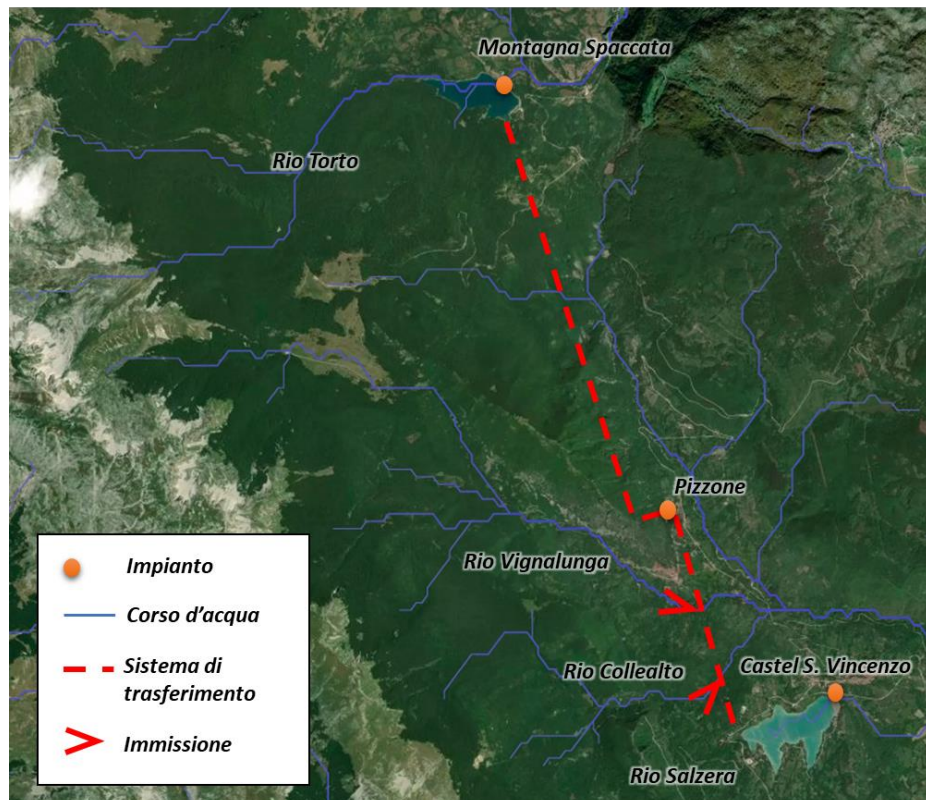 Montagna Spaccata
Rio Torto
Pizzone
Rio Vignalunga
Rio Collealto
Castel S. Vincenzo
Rio Salzera
Impianto
Corso d'acqua
Sistema di
trasferimento
Immissione